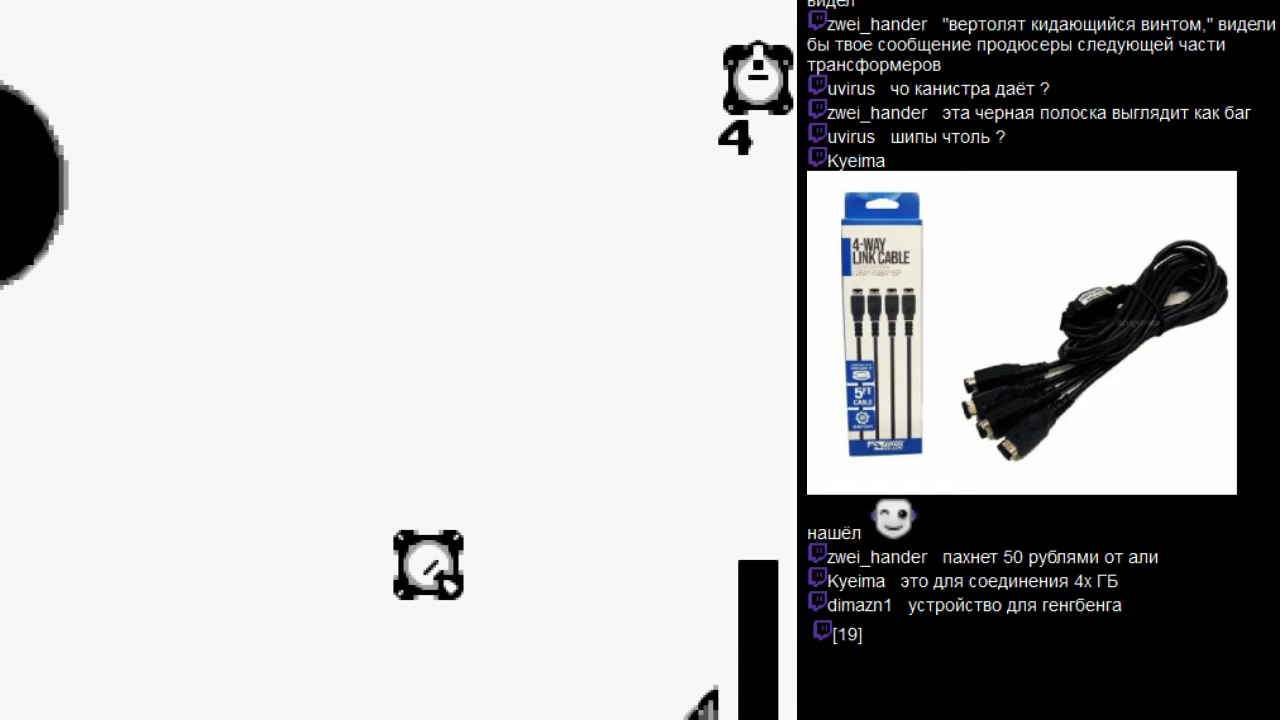 видел
zwei_hander "вертолят кидающийся винтом," видели
бы твое сообщение продюсеры следующей части
трансформеров
uvirus чо канистра даёт ?
zwei_hander эта черная полоска выглядит как баг
uvirus шипы чтоль ?
Kyeima
4
4-WAY
LINK CABLE
5FT
CABLE
нашёл
zwei_hander пахнет 50 рублями от али
Kyeima это для соединения 4х ГБ
dimazn1 устройство для генгбенга
[19]